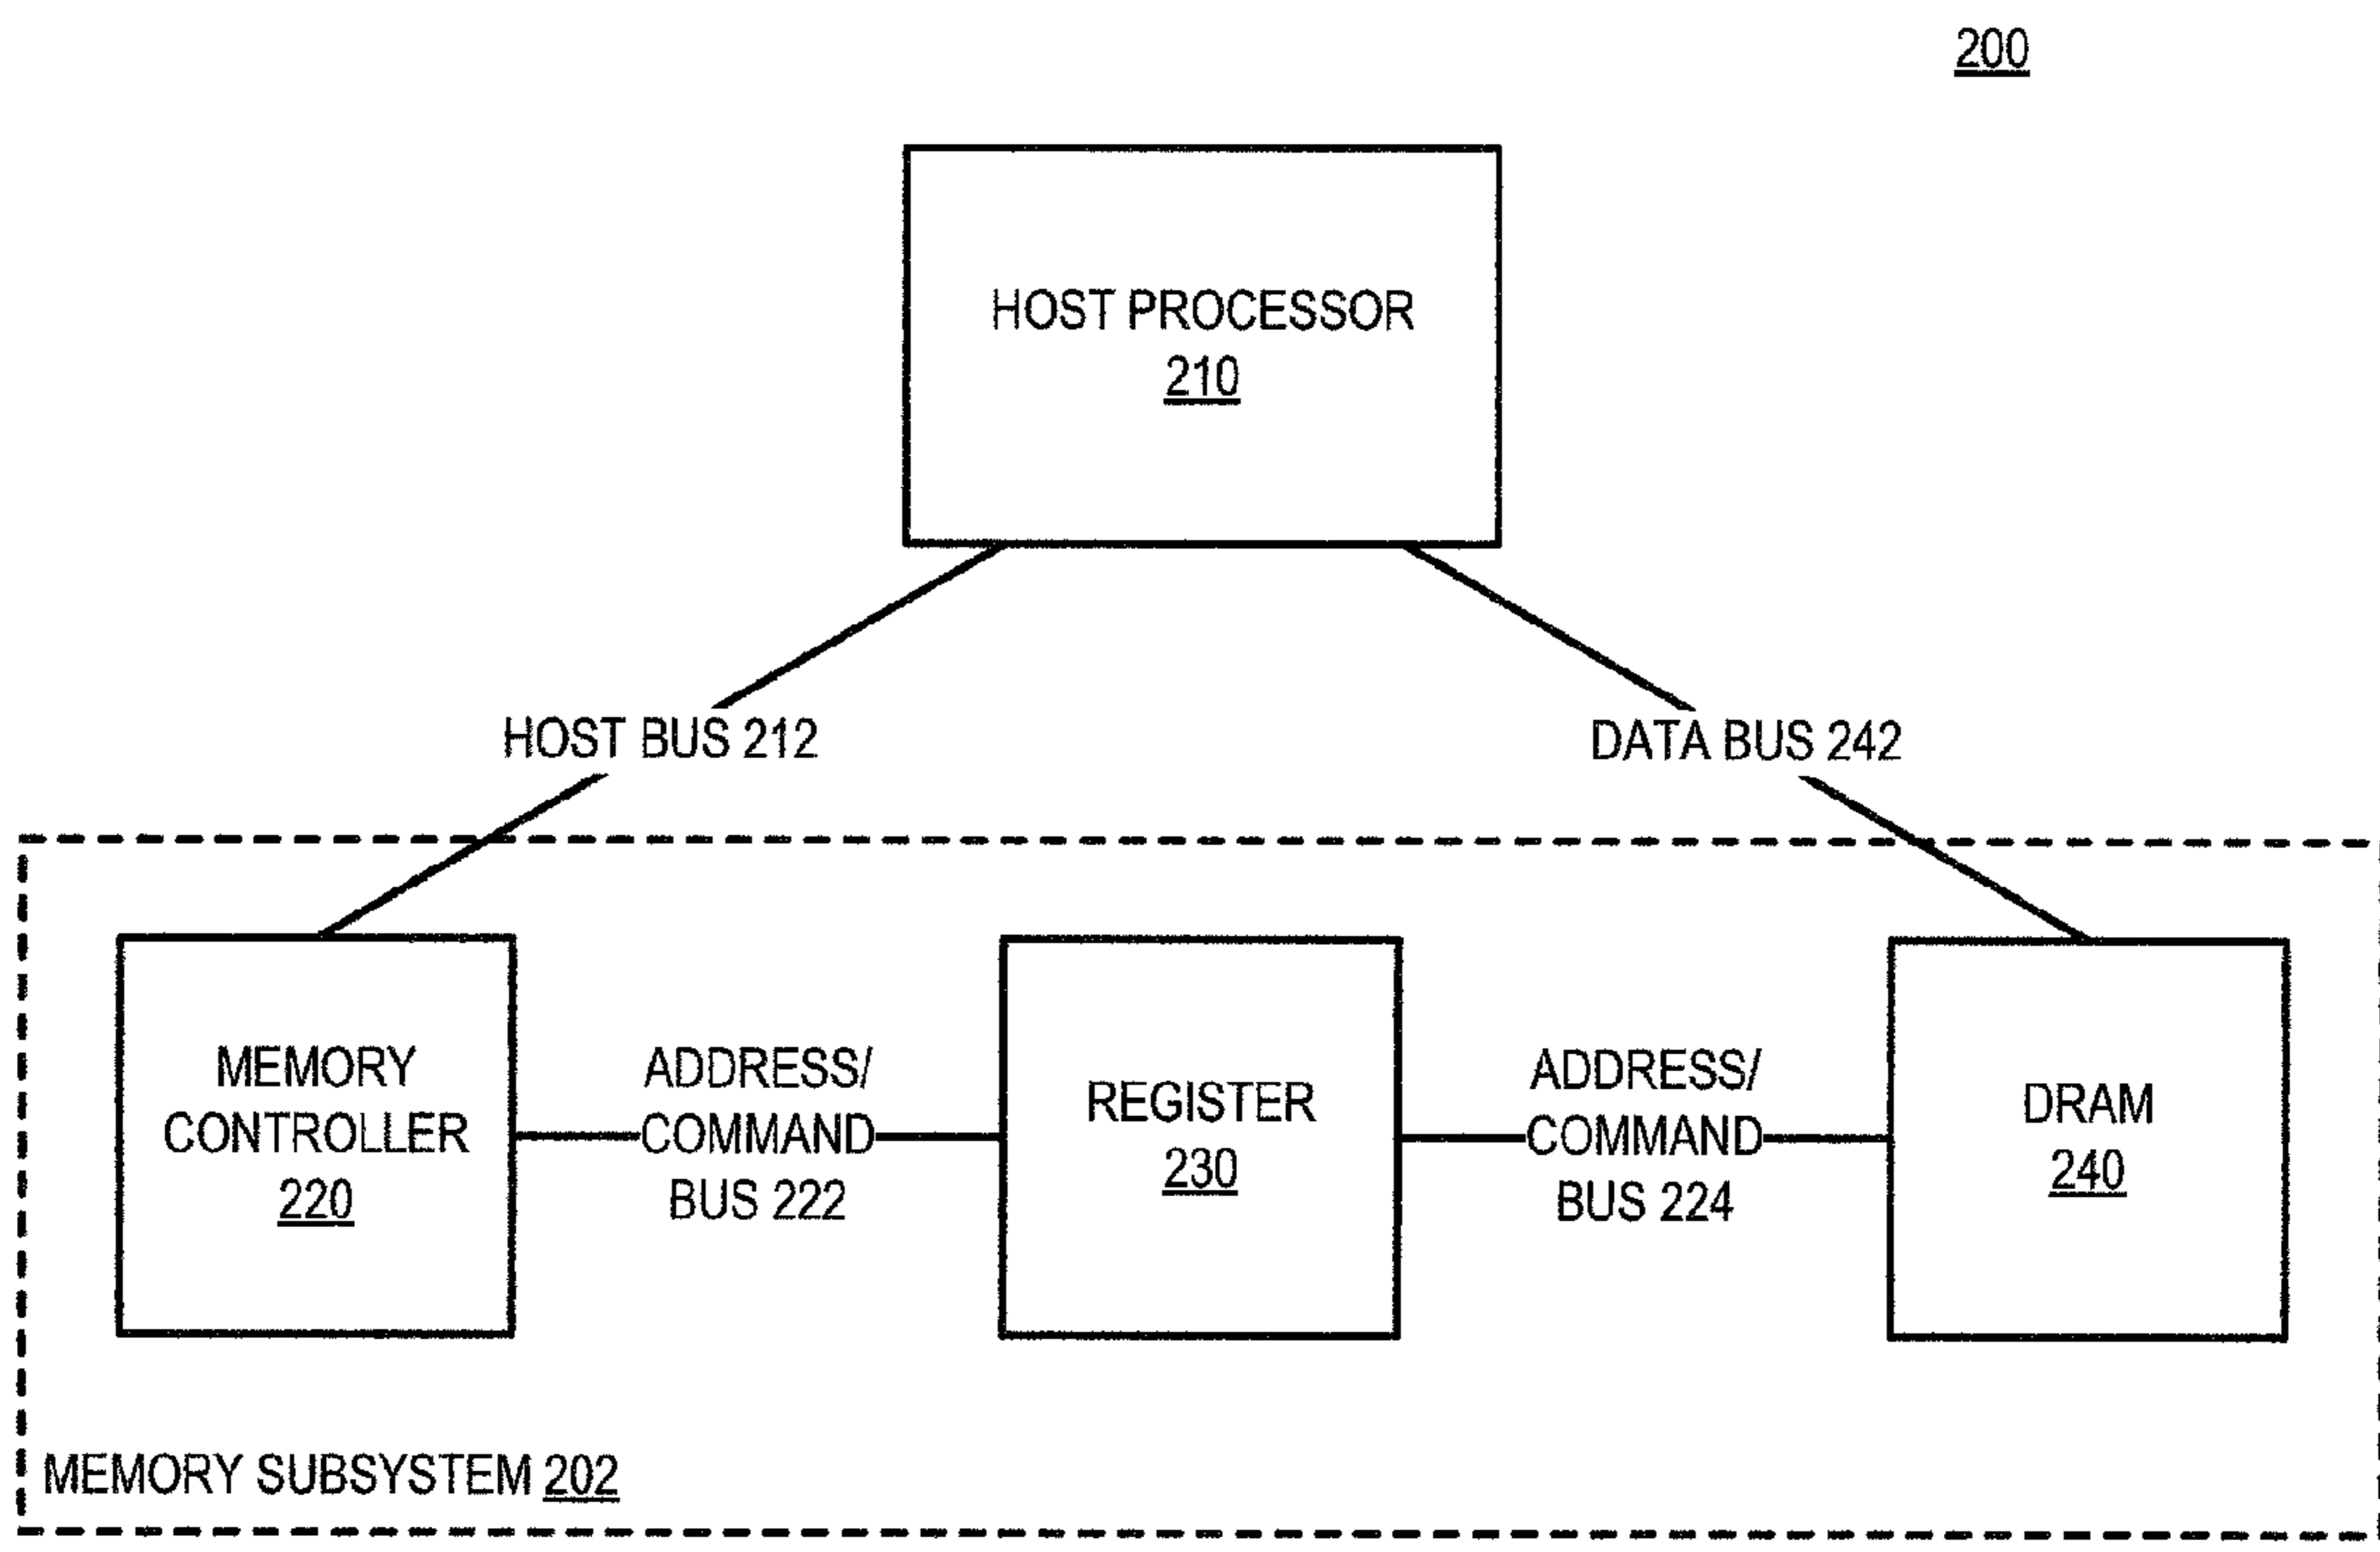 200
HOST PROCESSOR
210
HOST BUS 212
DATA BUS 242
MEMORY
CONTROLLER
220
ADDRESS/
COMMAND
BUS 222
REGISTER
230
ADDRESS/
COMMAND
BUS 224
DRAM
240
MEMORY SUBSYSTEM 202